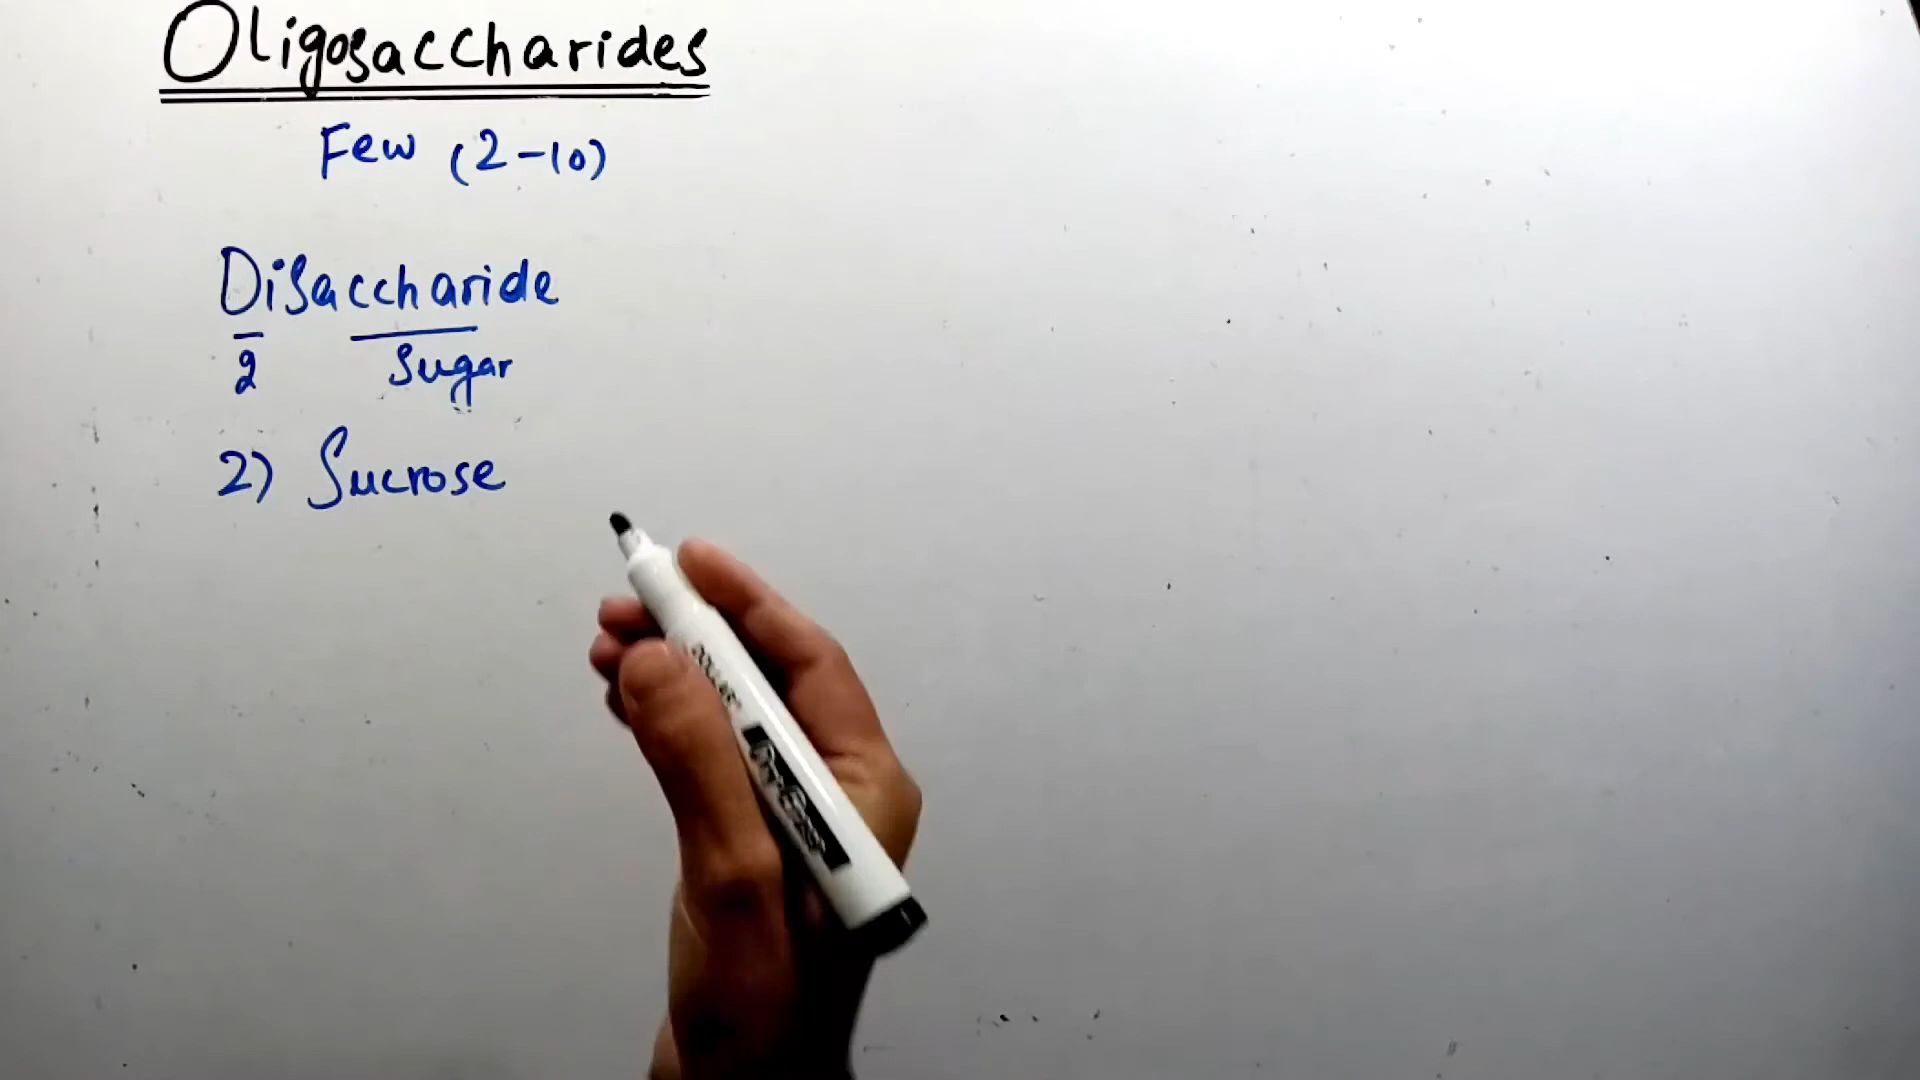 Oligosaccharides
Few (2-10)
Disaccharide
2 Sugar
2) Sucrose